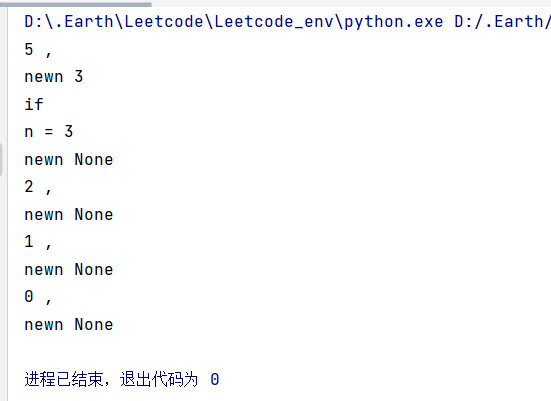 D:\.Earth\Leetcode\Leetcode_env\python.exe D:/.Earth/
5 ,
newn 3
if
n = 3
newn None
2 ,
newn None
1 ,
newn None
0 ,
newn None
进程已结束，退出代码为 0